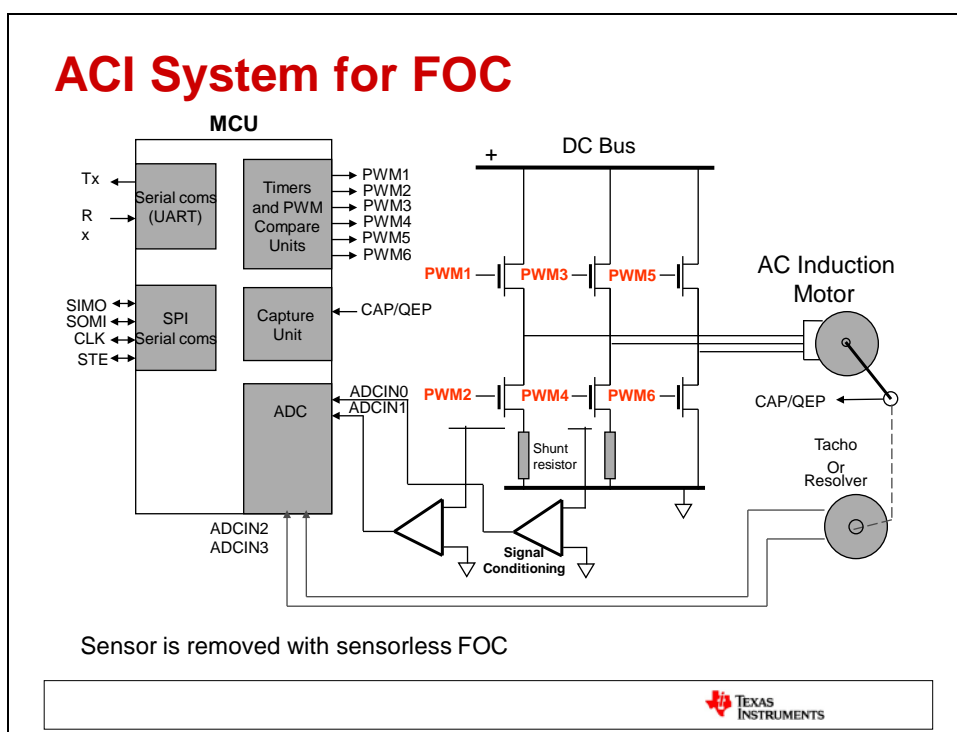 ACI System for FOC
MCU
Tx
R
x
Serial coms
(UART)
Timers
and PWM
Compare
Units
PWM1
PWM2
PWM3
PWM4
PWM5
PWM6
SIMO
SOMI
CLK
STE
SPI
Serial coms
Capture
Unit
CAP/QEP
ADC
ADCIN0
ADCIN1
ADCIN2
ADCIN3
+
DC Bus
PWM1
PWM3
PWM5
PWM2
PWM4
PWM6
Shunt
resistor
Signal
Conditioning
AC Induction
Motor
CAP/QEP
Tacho
Or
Resolver
Sensor is removed with sensorless FOC
TEXAS
INSTRUMENTS